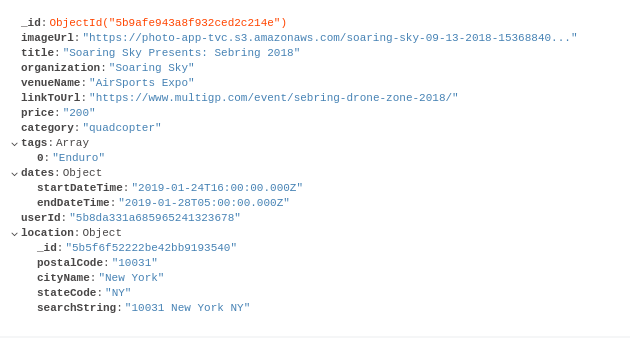 _id: ObjectId("5b9afe943a8f932ced2c214e")
imageUrl: "https://photo-app-tvc.s3.amazonaws.com/soaring-sky-09-13-2018-15368840..."
title: "Soaring Sky Presents: Sebring 2018"
organization: "Soaring Sky"
venueName: "AirSports Expo"
linkToUrl: "https://www.multigp.com/event/sebring-drone-zone-2018/"
price: "200"
category: "quadcopter"
tags: Array
0: "Enduro"
dates: Object
startDateTime: "2019-01-24T16:00:00.000Z"
endDateTime: "2019-01-28T05:00:00.000Z"
userId: "5b8da331a685965241323678"
location: Object
_id: "5b5f6f52222be42bb9193540"
postalCode: "10031"
cityName: "New York"
stateCode: "NY"
searchString: "10031 New York NY"